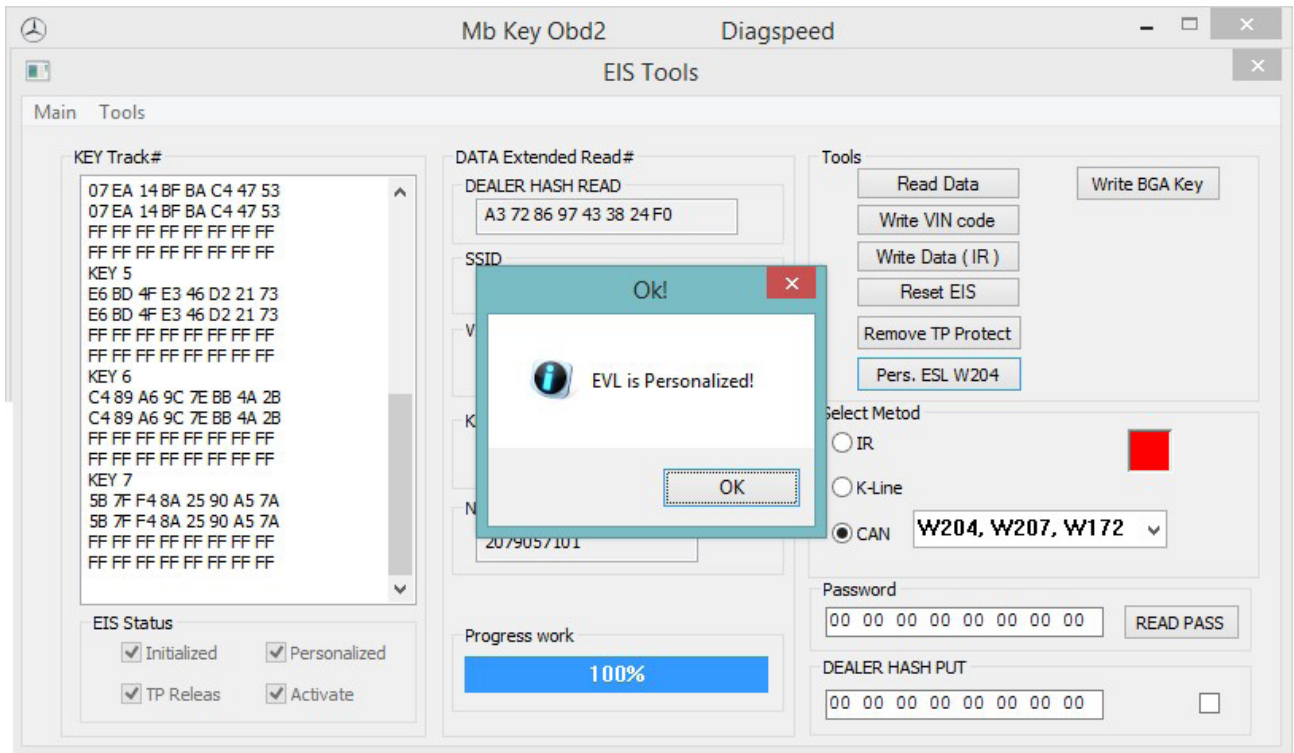 Mb Key Obd2 Diagspeed
EIS Tools
Main Tools
KEY Track#
07 EA 14 BF BA C4 47 53
07 EA 14 BF BA C4 47 53
FF FF FF FF FF FF FF FF
FF FF FF FF FF FF FF FF
KEY 5
E6 BD 4F E3 46 D2 21 73
E6 BD 4F E3 46 D2 21 73
FF FF FF FF FF FF FF FF
FF FF FF FF FF FF FF FF
KEY 6
C4 89 A6 9C 7E BB 4A 2B
C4 89 A6 9C 7E BB 4A 2B
FF FF FF FF FF FF FF FF
FF FF FF FF FF FF FF FF
KEY 7
5B 7F F4 8A 25 90 A5 7A
5B 7F F4 8A 25 90 A5 7A
FF FF FF FF FF FF FF FF
FF FF FF FF FF FF FF FF
EIS Status
Initialized Personalized
TP Releas Activate
DATA Extended Read#
DEALER HASH READ
A3 72 86 97 43 38 24 F0
SSID
V
K
N
2079057101
Progress work
100%
Ok!
EVL is Personalized!
OK
Tools
Read Data Write BGA Key
Write VIN code
Write Data ( IR )
Reset EIS
Remove TP Protect
Pers. ESL W204
Select Metod
IR
K-Line
CAN W204, W207, W172
Password
00 00 00 00 00 00 00 00 READ PASS
DEALER HASH PUT
00 00 00 00 00 00 00 00